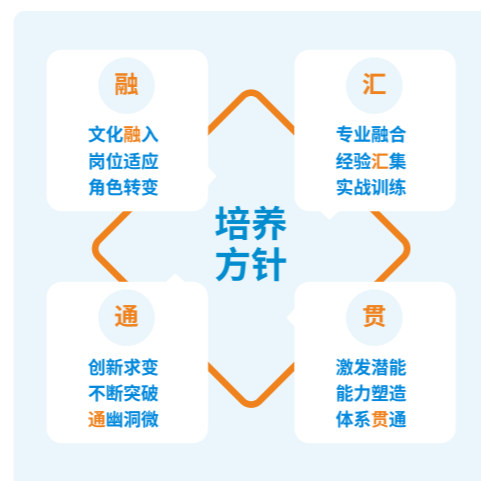 融
文化融入
岗位适应
角色转变
汇
专业融合
经验汇集
实战训练
培养
方针
通
创新求变
不断突破
通幽洞微
贯
激发潜能
能力塑造
体系贯通